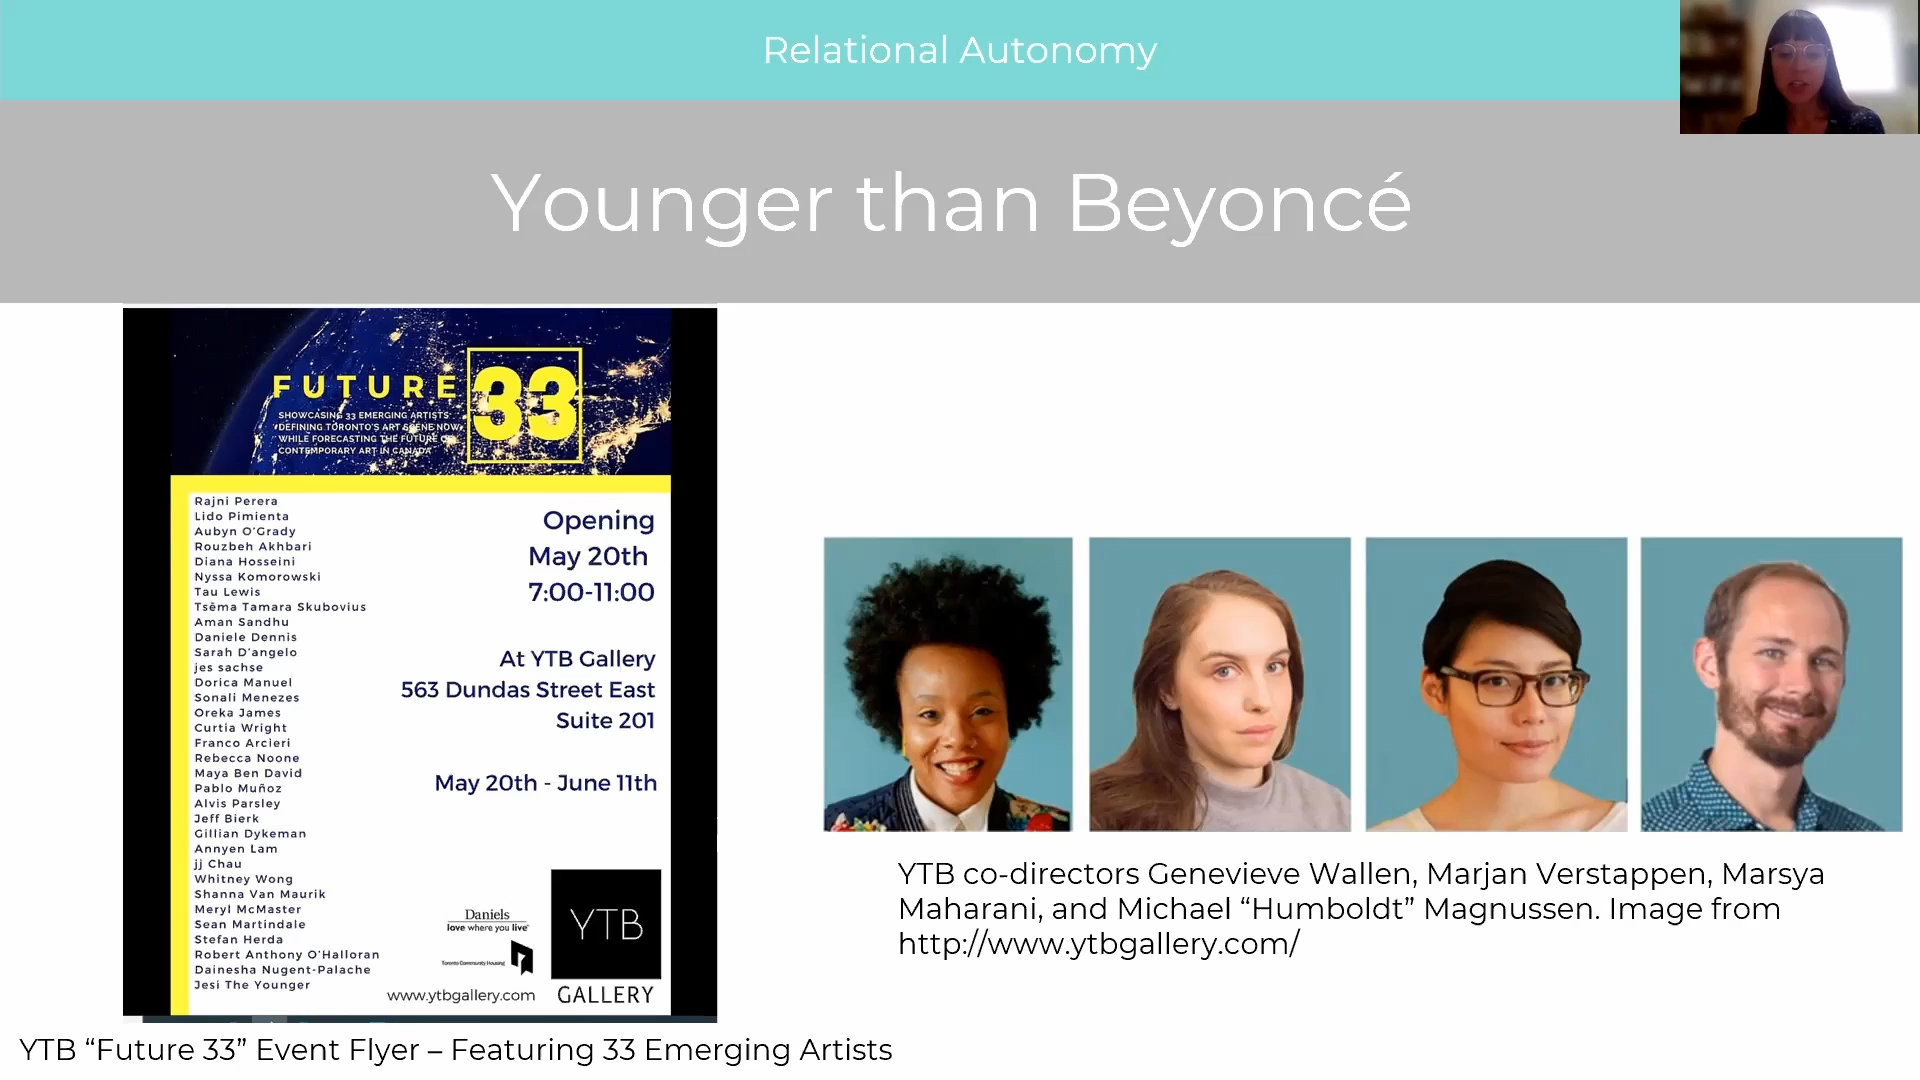 Relational Autonomy
Younger than Beyoncé
FUTURE 33
SHOWCASING 33 EMERGING ARTISTS
DEFINING TORONTO'S ART SCENE NOW,
WHILE FORECASTING THE FUTURE OF
CONTEMPORARY ART IN CANADA
Rajni Perera
Lido Pimienta
Aubyn O'Grady
Rouzbeh Akhbari
Diana Hosseini
Nyssa Komorowski
Tau Lewis
Tsēma Tamara Skubovius
Aman Sandhu
Daniele Dennis
Sarah D'angelo
jes sachse
Dorica Manuel
Sonali Menezes
Oreka James
Curtia Wright
Franco Arcieri
Rebecca Noone
Maya Ben David
Pablo Muñoz
Alvis Parsley
Jeff Bierk
Gillian Dykeman
Annyen Lam
jj Chau
Whitney Wong
Shanna Van Maurik
Meryl McMaster
Sean Martindale
Stefan Herda
Robert Anthony O'Halloran
Dainesha Nugent-Palache
Jesi The Younger
Opening
May 20th
7:00-11:00
At YTB Gallery
563 Dundas Street East
Suite 201
May 20th - June 11th
Daniels
love where you live
Toronto Community Housing
YTB
GALLERY
www.ytbgallery.com
YTB co-directors Genevieve Wallen, Marjan Verstappen, Marsya
Maharani, and Michael “Humboldt” Magnussen. Image from
http://www.ytbgallery.com/
YTB “Future 33” Event Flyer – Featuring 33 Emerging Artists